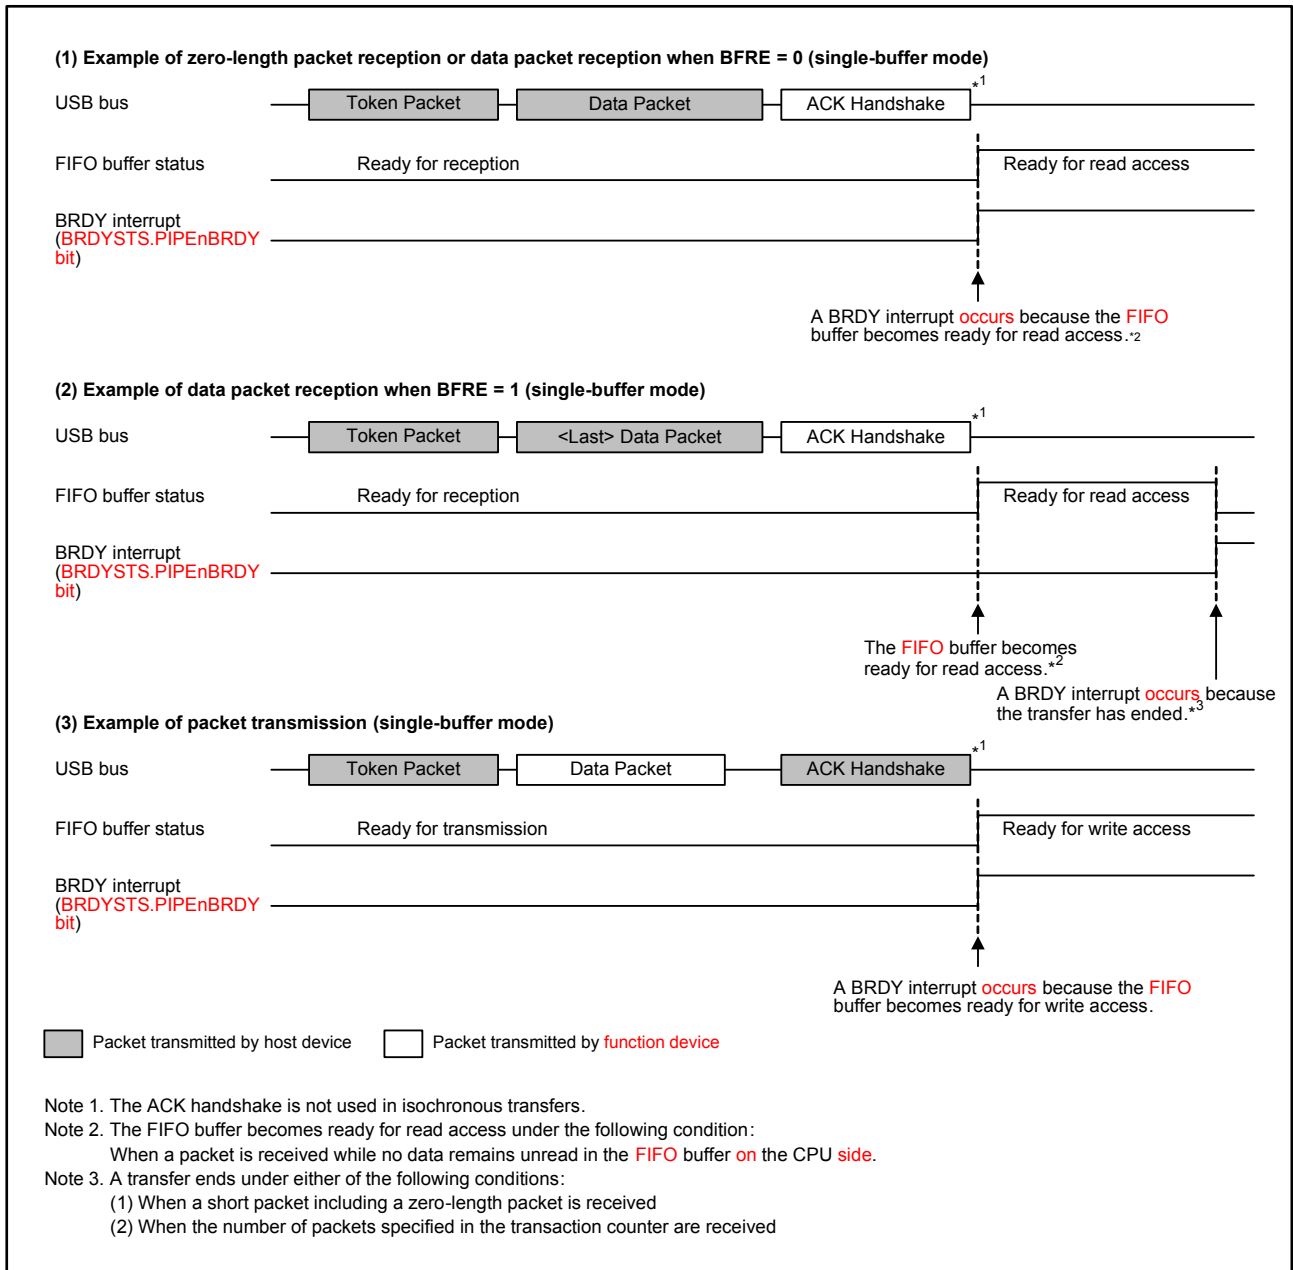 (1) Example of zero-length packet reception or data packet reception when BFRE = 0 (single-buffer mode)
USB bus
Token Packet
Data Packet
ACK Handshake
*1
FIFO buffer status
Ready for reception
Ready for read access
BRDY interrupt
(BRDYSTS.PIPEnBRDY
bit)
A BRDY interrupt occurs because the FIFO
buffer becomes ready for read access.*2
(2) Example of data packet reception when BFRE = 1 (single-buffer mode)
USB bus
Token Packet
<Last> Data Packet
ACK Handshake
*1
FIFO buffer status
Ready for reception
Ready for read access
BRDY interrupt
(BRDYSTS.PIPEnBRDY
bit)
The FIFO buffer becomes
ready for read access.*2
A BRDY interrupt occurs because
the transfer has ended.*3
(3) Example of packet transmission (single-buffer mode)
USB bus
Token Packet
Data Packet
ACK Handshake
*1
FIFO buffer status
Ready for transmission
Ready for write access
BRDY interrupt
(BRDYSTS.PIPEnBRDY
bit)
A BRDY interrupt occurs because the FIFO
buffer becomes ready for write access.
Packet transmitted by host device
Packet transmitted by function device
Note 1. The ACK handshake is not used in isochronous transfers.
Note 2. The FIFO buffer becomes ready for read access under the following condition:
When a packet is received while no data remains unread in the FIFO buffer on the CPU side.
Note 3. A transfer ends under either of the following conditions:
(1) When a short packet including a zero-length packet is received
(2) When the number of packets specified in the transaction counter are received